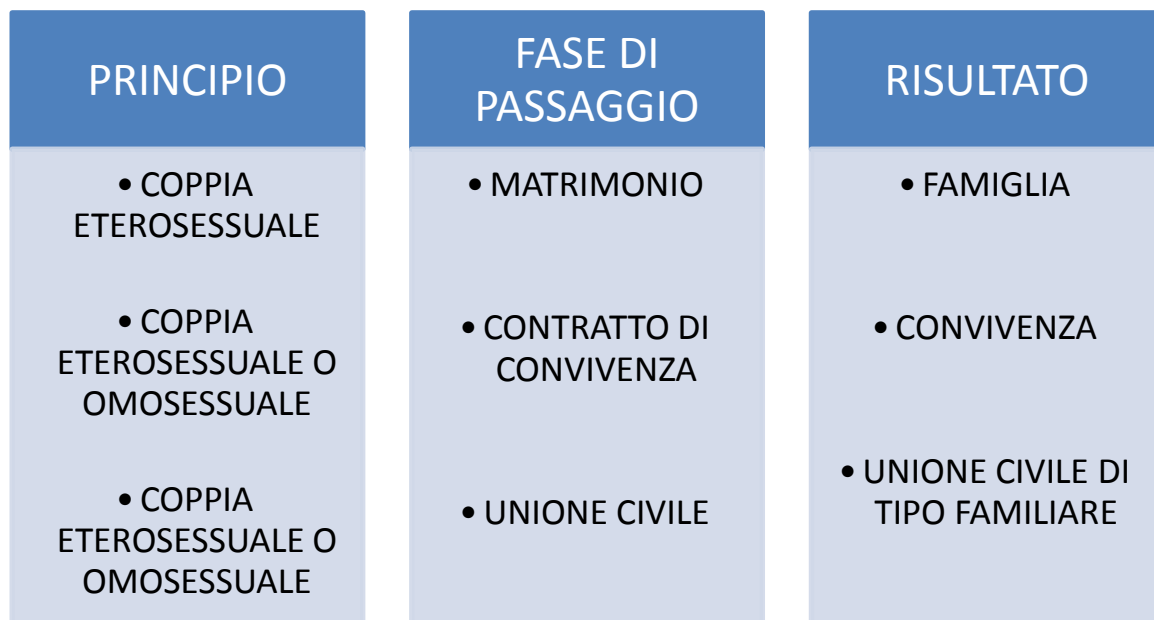 PRINCIPIO
• COPPIA
ETEROSESSUALE
• COPPIA
ETEROSESSUALE O
OMOSESSUALE
• COPPIA
ETEROSESSUALE O
OMOSESSUALE
FASE DI
PASSAGGIO
• MATRIMONIO
• CONTRATTO DI
CONVIVENZA
• UNIONE CIVILE
RISULTATO
• FAMIGLIA
• CONVIVENZA
• UNIONE CIVILE DI
TIPO FAMILIARE